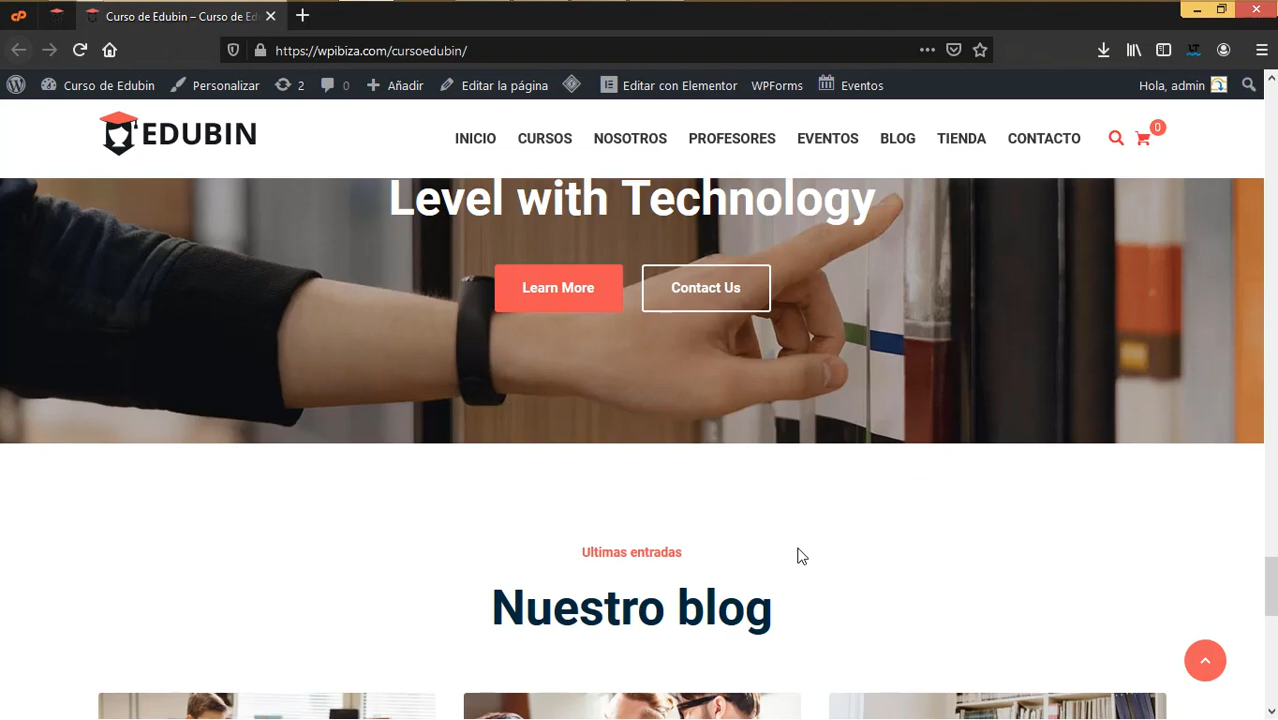 Curso de Edubin – Curso de Ed
https://wpibiza.com/cursoedubin/
Curso de Edubin Personalizar 2 0 Añadir Editar la página Editar con Elementor WPForms Eventos Hola, admin
EDUBIN
INICIO CURSOS NOSOTROS PROFESORES EVENTOS BLOG TIENDA CONTACTO 0
Level with Technology
Learn More Contact Us
Ultimas entradas
Nuestro blog